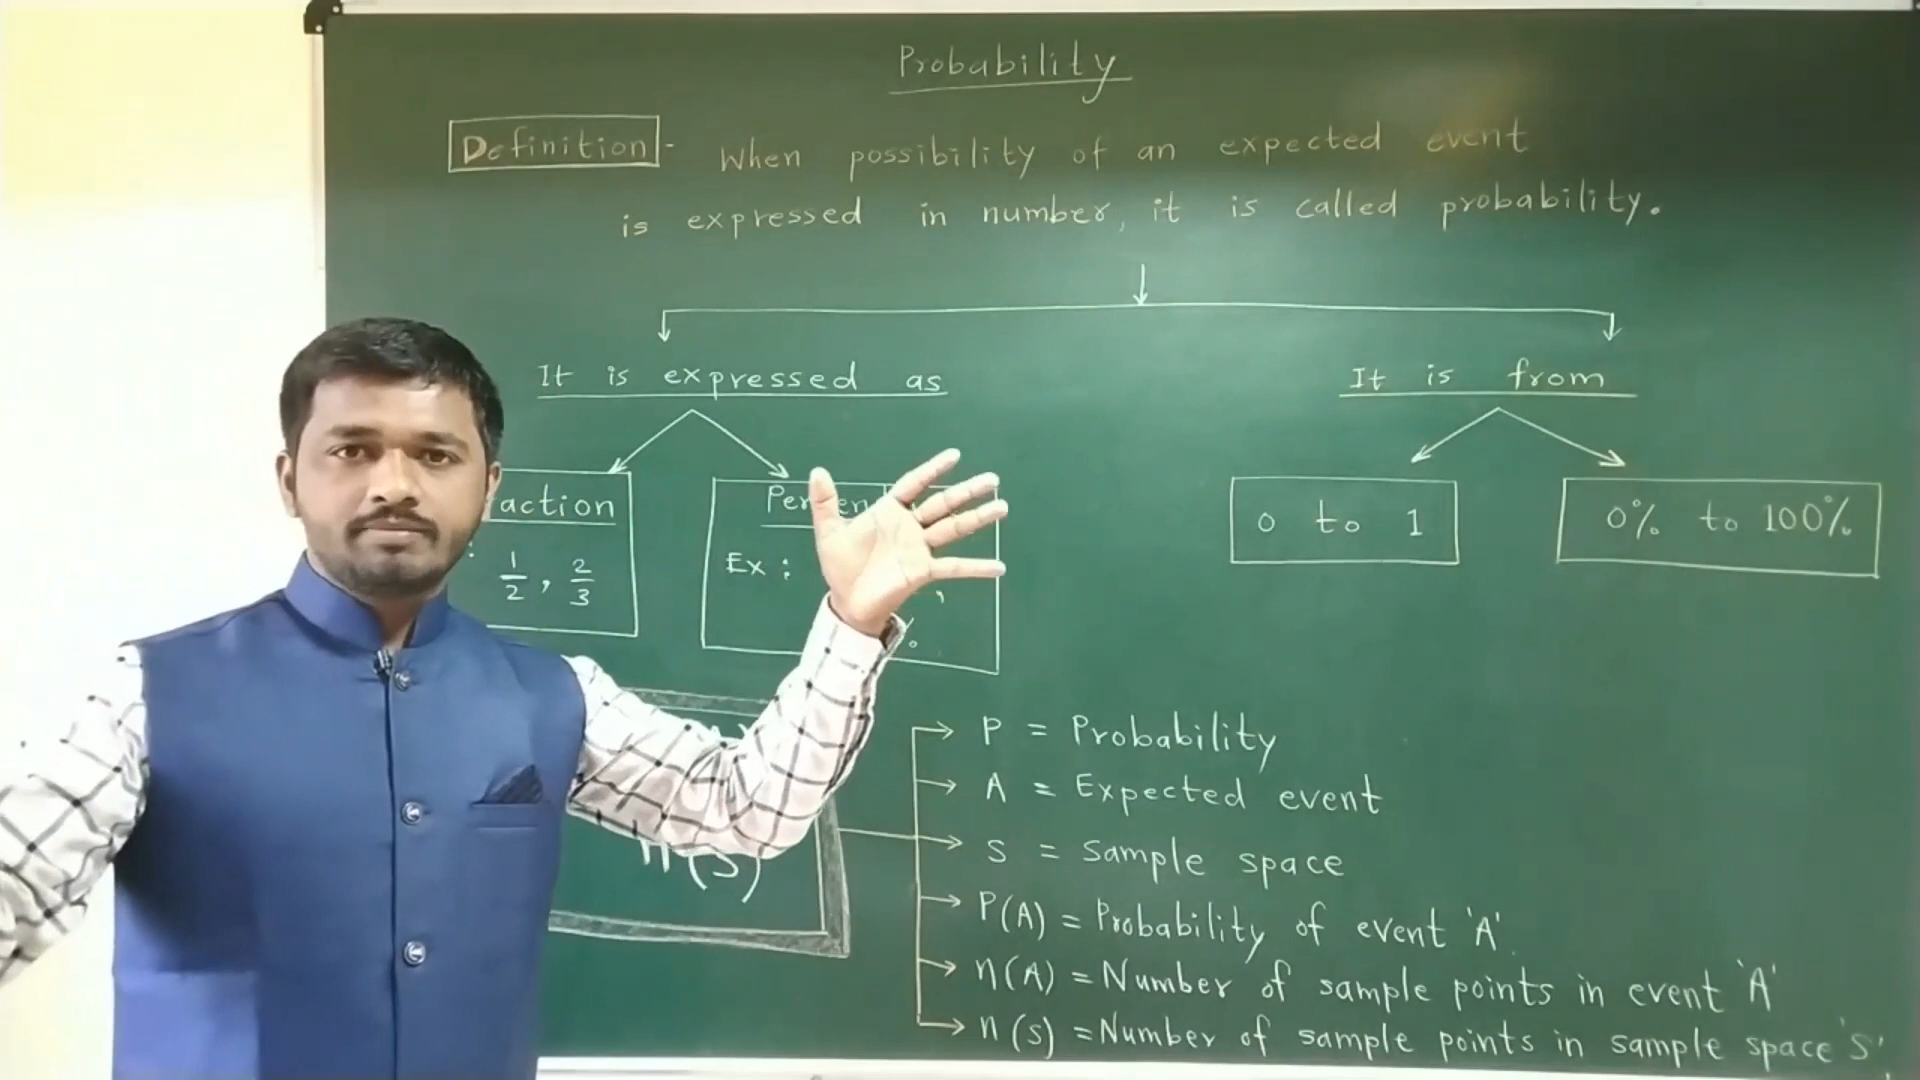 Probability
Definition - When possibility of an expected event
is expressed in number, it is called probability.
It is expressed as
It is from
action
Ex :
1/2 , 2/3
0 to 1
0% to 100%
P = Probability
A = Expected event
S = Sample space
P(A) = Probability of event 'A'.
n(A) = Number of sample points in event 'A'
n(S) = Number of sample points in sample space 'S'.
n(S)